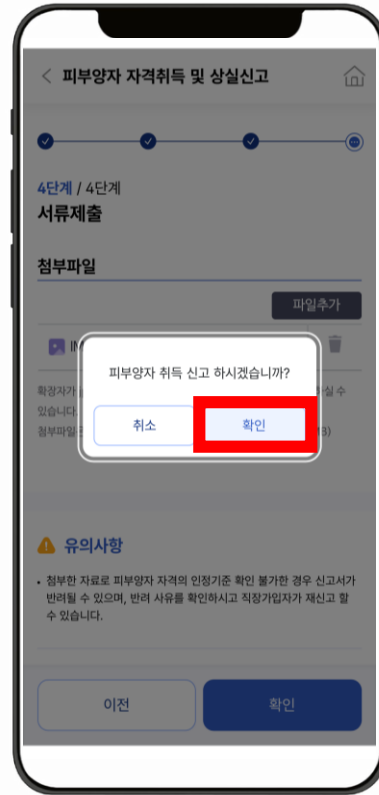 피부양자 자격취득 및 상실신고
4단계 / 4단계
서류제출
첨부파일
파일추가
피부양자 취득 신고 하시겠습니까?
취소
확인
확장자가
실 수
있습니다.
첨부파일
유의사항
• 첨부한 자료로 피부양자 자격의 인정기준 확인 불가한 경우 신고서가
반려될 수 있으며, 반려 사유를 확인하시고 직장가입자가 재신고 할
수 있습니다.
이전
확인